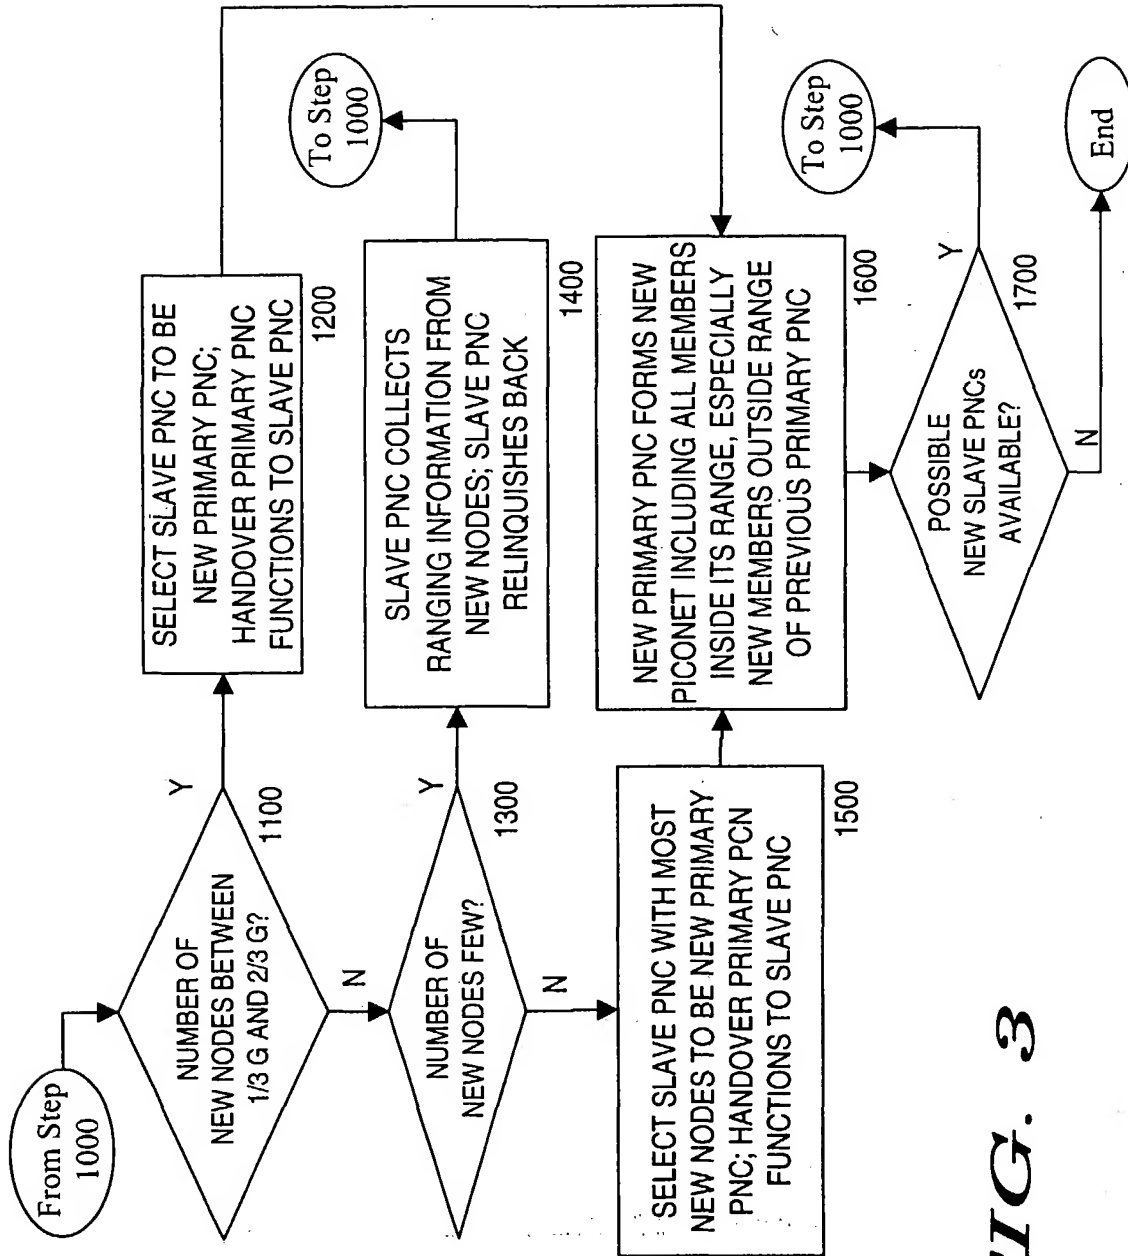 From Step
1000
NUMBER OF
NEW NODES BETWEEN
1/3 G AND 2/3 G?
1100
Y
N
SELECT SLAVE PNC TO BE
NEW PRIMARY PNC;
HANDOVER PRIMARY PNC
FUNCTIONS TO SLAVE PNC
1200
NUMBER OF
NEW NODES FEW?
1300
Y
N
SLAVE PNC COLLECTS
RANGING INFORMATION FROM
NEW NODES; SLAVE PNC
RELINQUISHES BACK
1400
To Step
1000
SELECT SLAVE PNC WITH MOST
NEW NODES TO BE NEW PRIMARY
PNC; HANDOVER PRIMARY PCN
FUNCTIONS TO SLAVE PNC
1500
NEW PRIMARY PNC FORMS NEW
PICONET INCLUDING ALL MEMBERS
INSIDE ITS RANGE, ESPECIALLY
NEW MEMBERS OUTSIDE RANGE
OF PREVIOUS PRIMARY PNC
1600
POSSIBLE
NEW SLAVE PNCs
AVAILABLE?
1700
Y
N
To Step
1000
End
FIG. 3